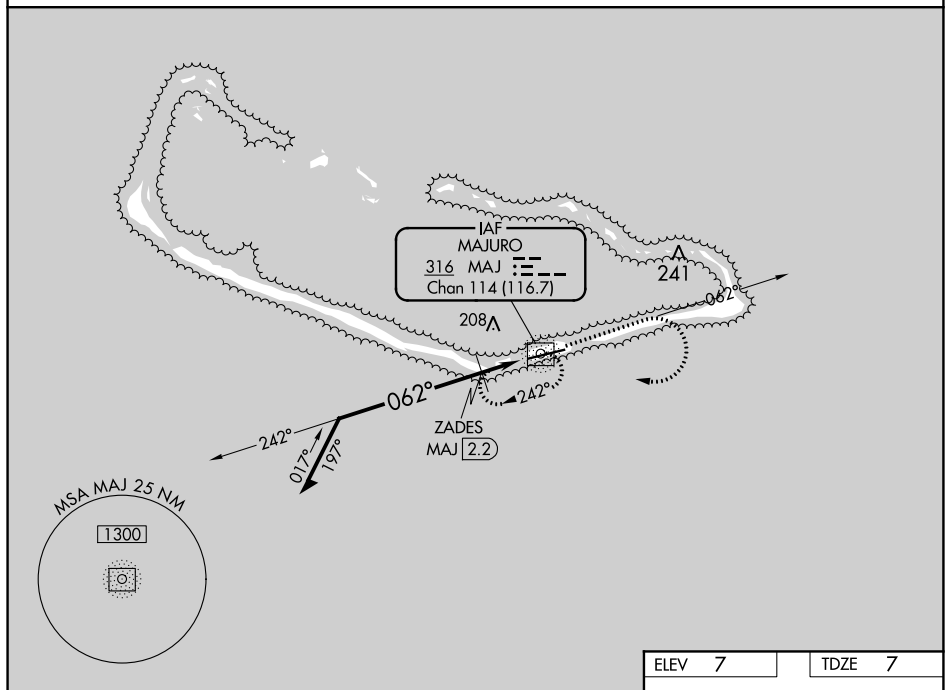 IAF
MAJURO
316 MAJ
Chan 114 (116.7)
241
208
062°
062°
242°
ZADES
MAJ 2.2
242°
017°
197°
MSA MAJ 25 NM
1300
ELEV 7
TDZE 7